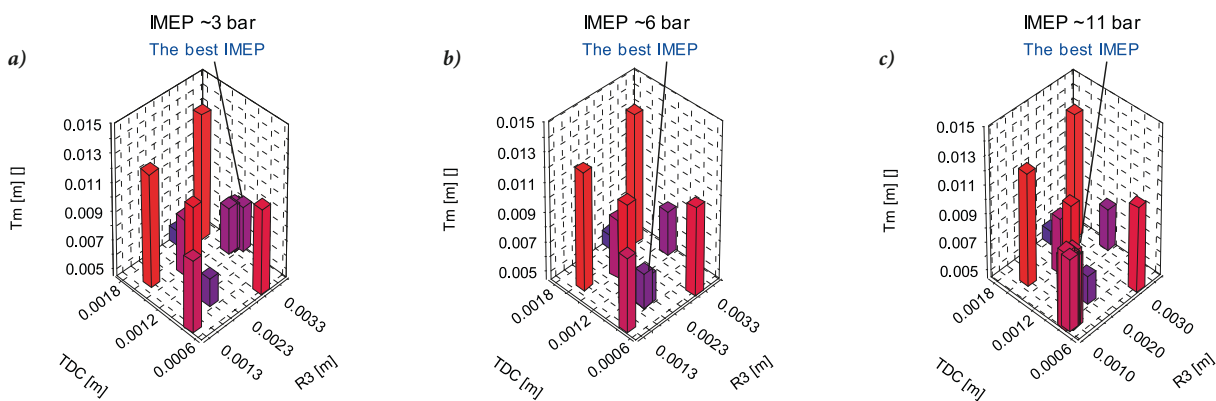 IMEP ~3 bar
a)
The best IMEP
0.015
0.013
0.011
0.009
0.007
0.005
Tm [m] []
0.0018
0.0012
0.0006
TDC [m]
0.0013
0.0023
0.0033
R3 [m]
IMEP ~6 bar
b)
The best IMEP
0.015
0.013
0.011
0.009
0.007
0.005
Tm [m] []
0.0018
0.0012
0.0006
TDC [m]
0.0013
0.0023
0.0033
R3 [m]
IMEP ~11 bar
c)
The best IMEP
0.015
0.013
0.011
0.009
0.007
0.005
Tm [m] []
0.0018
0.0012
0.0006
TDC [m]
0.0010
0.0020
0.0030
R3 [m]